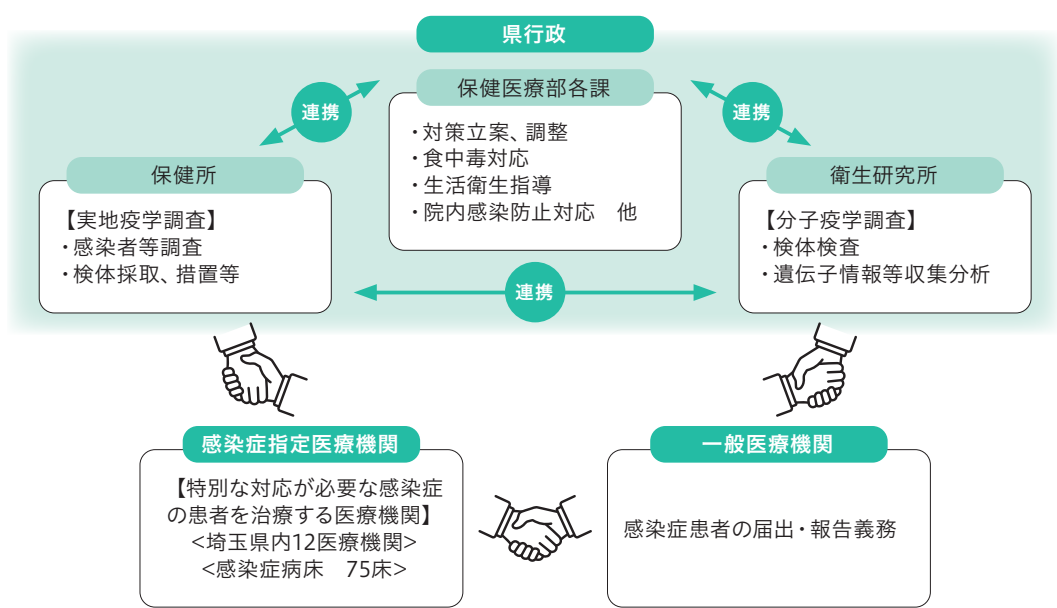 県行政
保健医療部各課
・対策立案、調整
・食中毒対応
・生活衛生指導
・院内感染防止対応　他
連携
連携
保健所
【実地疫学調査】
・感染者等調査
・検体採取、措置等
衛生研究所
【分子疫学調査】
・検体検査
・遺伝子情報等収集分析
連携
感染症指定医療機関
【特別な対応が必要な感染症
の患者を治療する医療機関】
<埼玉県内12医療機関>
<感染症病床　75床>
一般医療機関
感染症患者の届出・報告義務